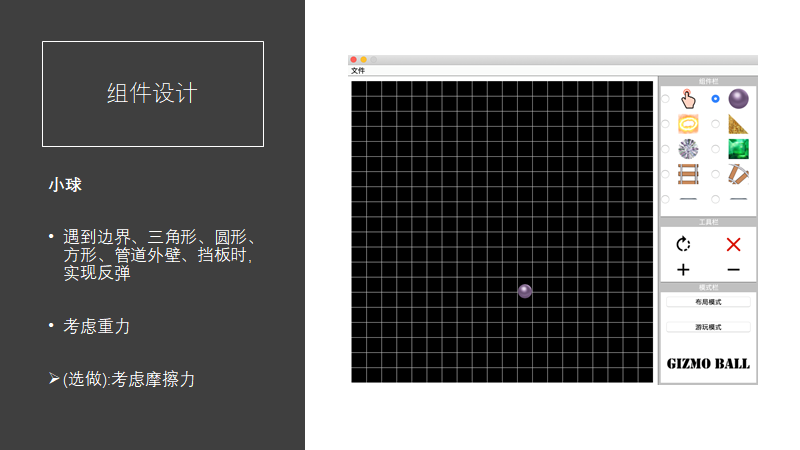 组件设计
小球
• 遇到边界、三角形、圆形、
方形、管道外壁、挡板时,
实现反弹
• 考虑重力
➢(选做):考虑摩擦力
文件
组件栏
工具栏
模式栏
布局模式
游玩模式
GIZMO BALL